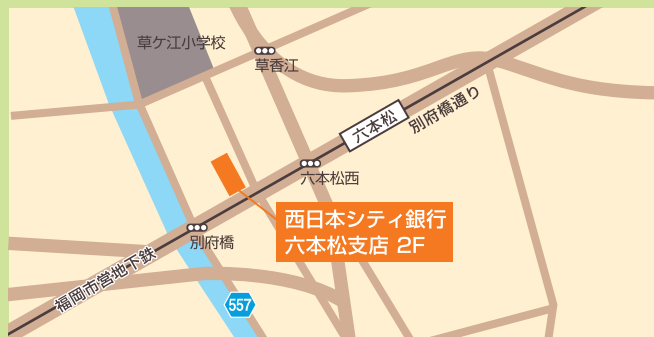 草ケ江小学校
草香江
六本松
別府橋通り
六本松西
西日本シティ銀行
六本松支店 2F
別府橋
福岡市営地下鉄
557